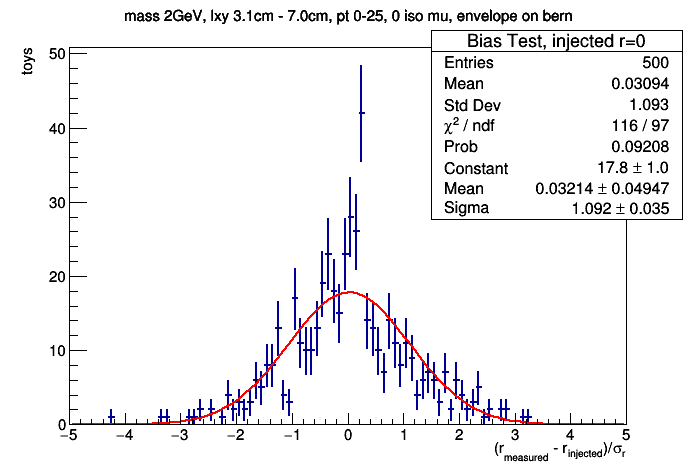 mass 2GeV, lxy 3.1cm - 7.0cm, pt 0-25, 0 iso mu, envelope on bern
Bias Test, injected r=0
Entries 500
Mean 0.03094
Std Dev 1.093
χ² / ndf 116 / 97
Prob 0.09208
Constant 17.8 ± 1.0
Mean 0.03214 ± 0.04947
Sigma 1.092 ± 0.035
toys
50
40
30
20
10
0
−5 −4 −3 −2 −1 0 1 2 3 4 5
(r_measured - r_injected)/σ_r